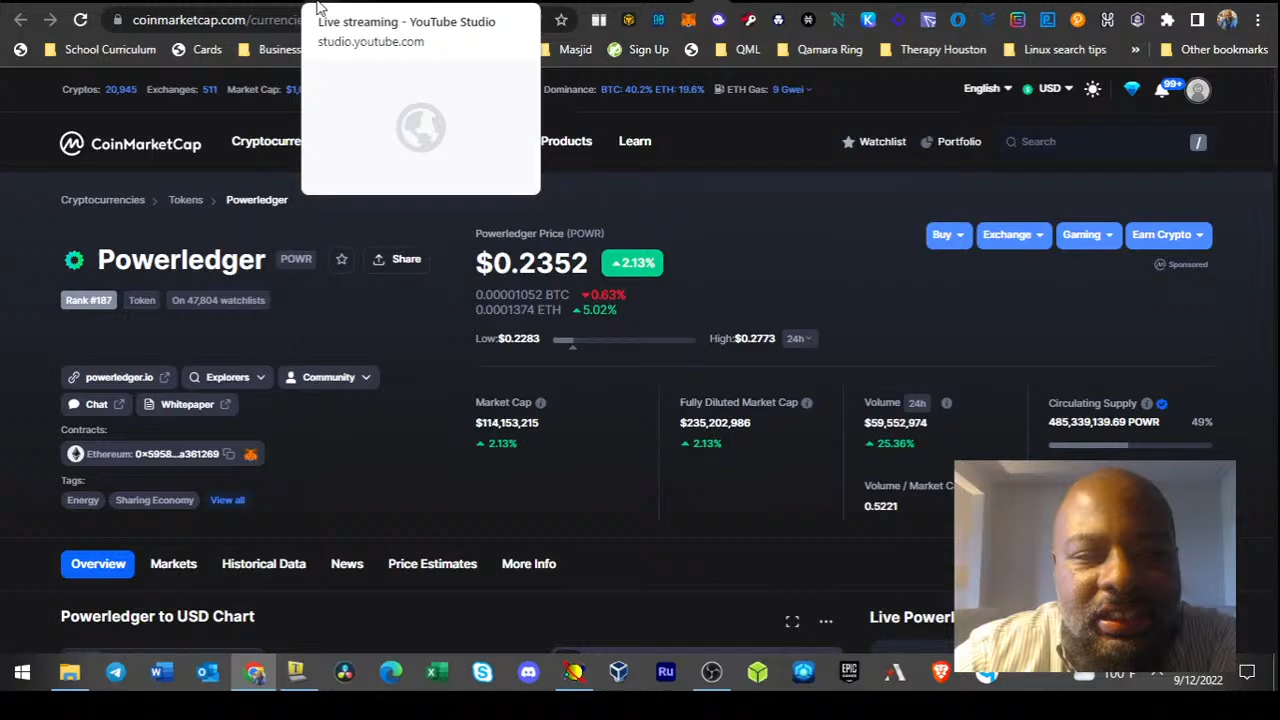 coinmarketcap.com/currencie
Live streaming - YouTube Studio
studio.youtube.com
School Curriculum
Cards
Business
Masjid
Sign Up
QML
Qamara Ring
Therapy Houston
Linux search tips
»
Other bookmarks
Cryptos: 20,945 Exchanges: 511 Market Cap: $1,0 Dominance: BTC: 40.2% ETH: 19.6% ETH Gas: 9 Gwei
English USD 99+
CoinMarketCap Cryptocurre Products Learn Watchlist Portfolio Search /
Cryptocurrencies > Tokens > Powerledger
Powerledger POWR Share
Rank #187 Token On 47,804 watchlists
powerledger.io Explorers Community
Chat Whitepaper
Contracts:
Ethereum: 0x5958...a361269
Tags:
Energy Sharing Economy View all
Powerledger Price (POWR)
$0.2352 2.13%
0.00001052 BTC 0.63%
0.0001374 ETH 5.02%
Low:$0.2283 High:$0.2773 24h
Buy Exchange Gaming Earn Crypto
Sponsored
Market Cap
$114,153,215
2.13%
Fully Diluted Market Cap
$235,202,986
2.13%
Volume 24h
$59,552,974
25.36%
Volume / Market C
0.5221
Circulating Supply
485,339,139.69 POWR 49%
Overview Markets Historical Data News Price Estimates More Info
Powerledger to USD Chart
Live Powerl
Ru
EPIC GAMES
100°F
9/12/2022